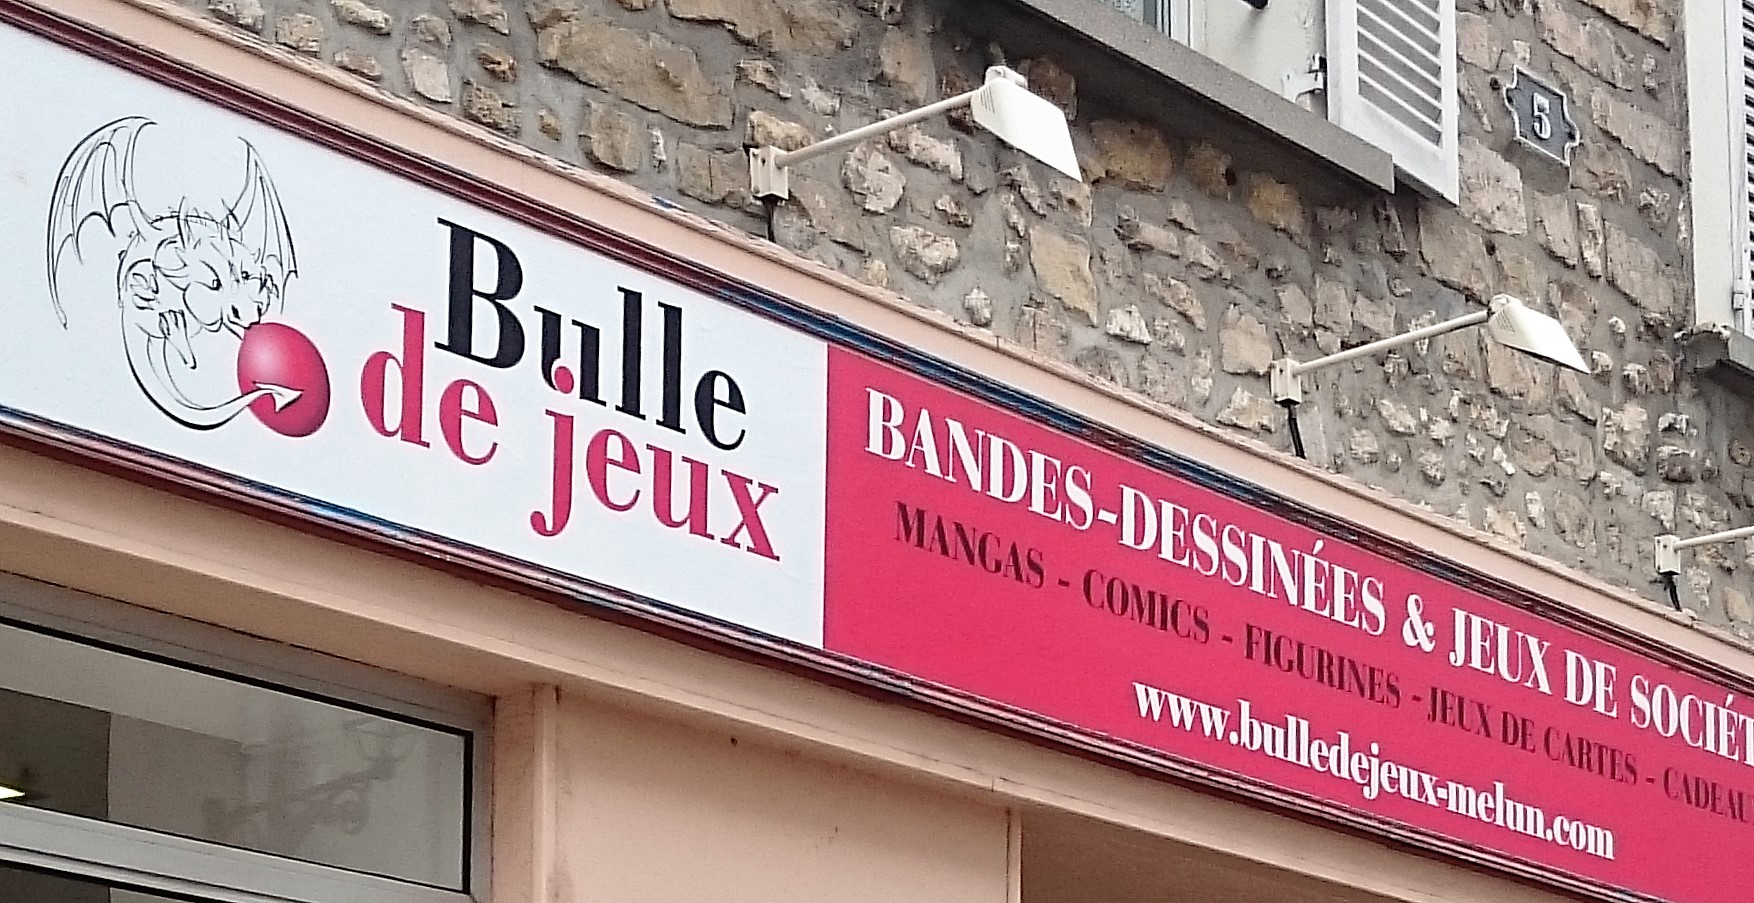 5
Bulle
de jeux
BANDES-DESSINÉES & JEUX DE SOCIÉT
MANGAS - COMICS - FIGURINES - JEUX DE CARTES - CADEAU
www.bulledejeux-melun.com